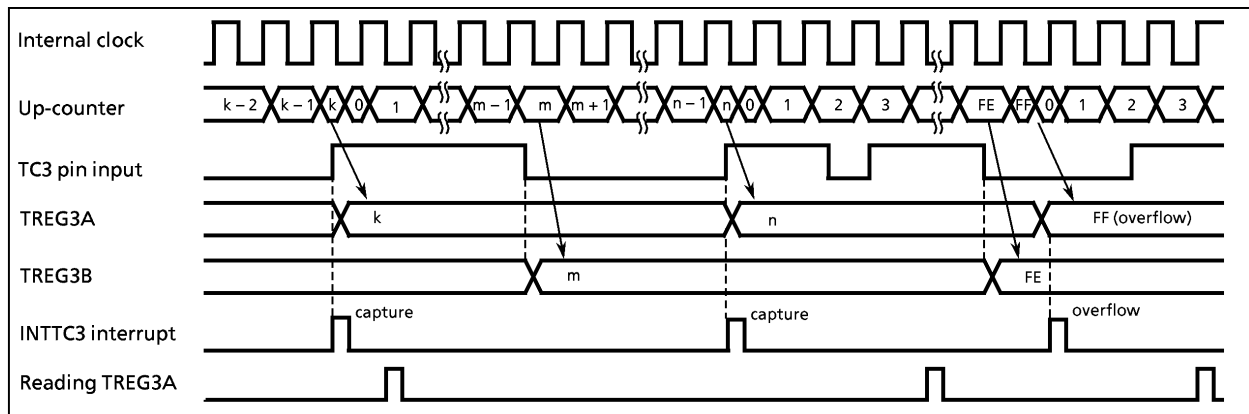 Internal clock
Up-counter k – 2 k – 1 k 0 1 m – 1 m m + 1 n – 1 n 0 1 2 3 FE FF 0 1 2 3
TC3 pin input
TREG3A k n FF (overflow)
TREG3B m FE
INTTC3 interrupt capture capture overflow
Reading TREG3A